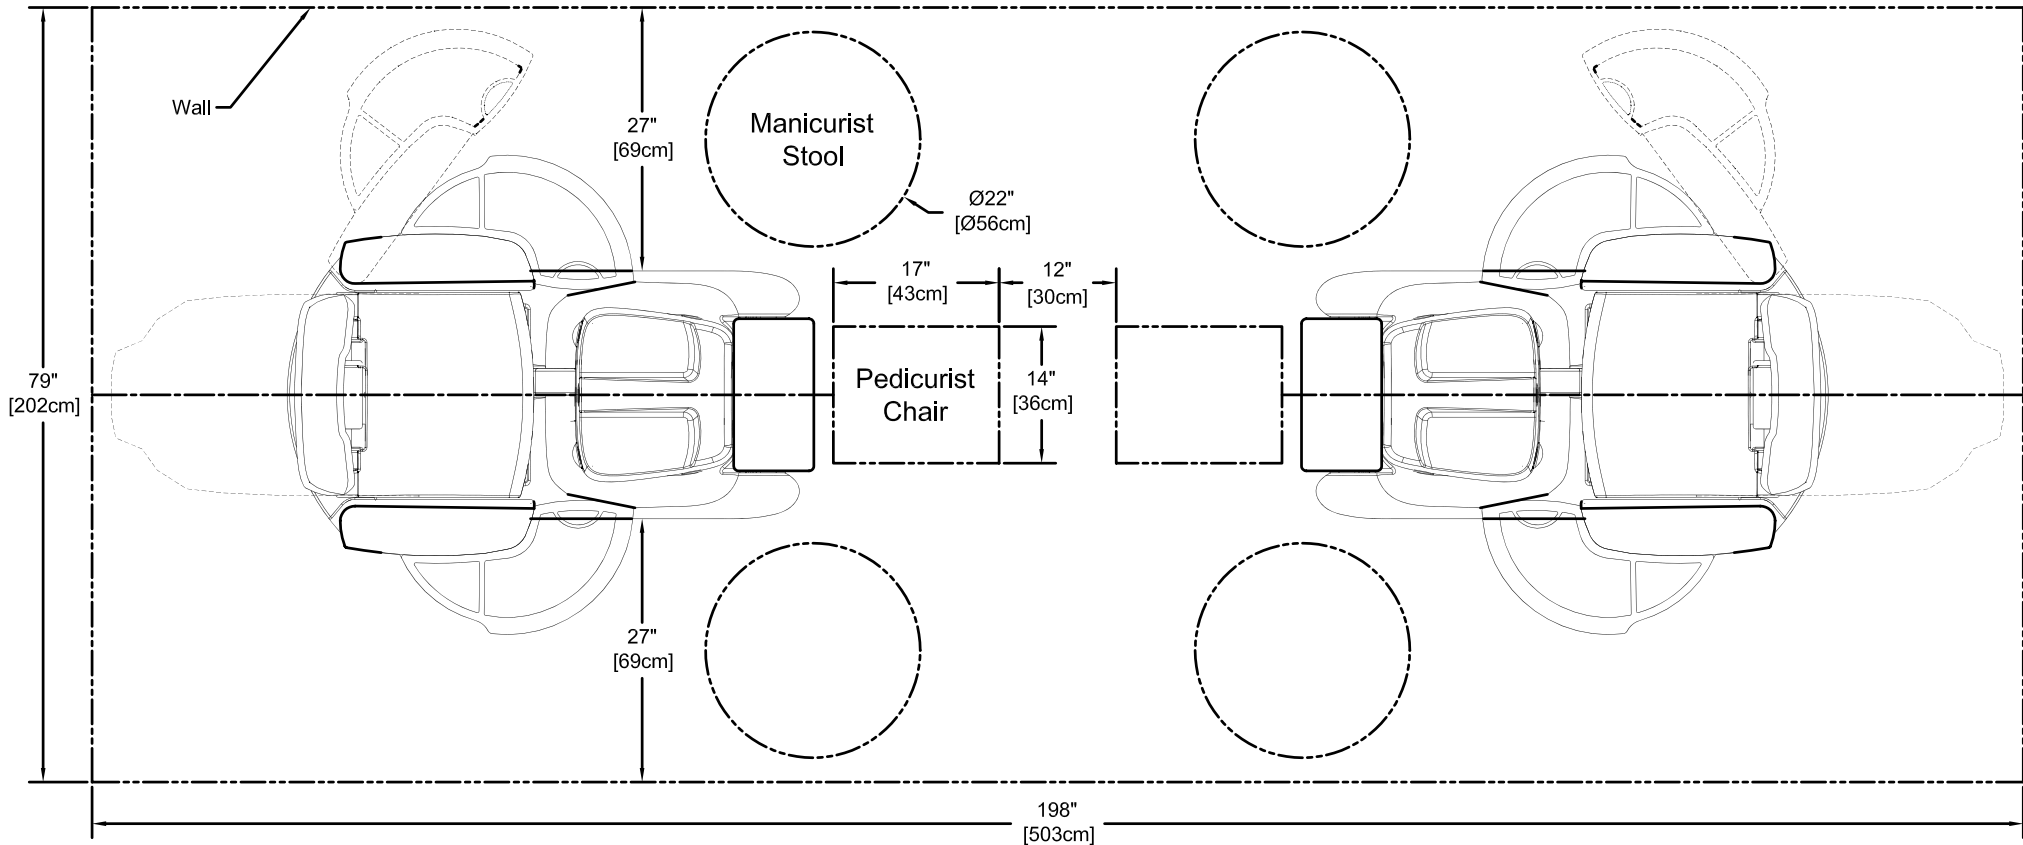 Wall
27"
[69cm]
Manicurist
Stool
Ø22"
[Ø56cm]
17"
[43cm]
12"
[30cm]
79"
[202cm]
Pedicurist
Chair
14"
[36cm]
27"
[69cm]
198"
[503cm]